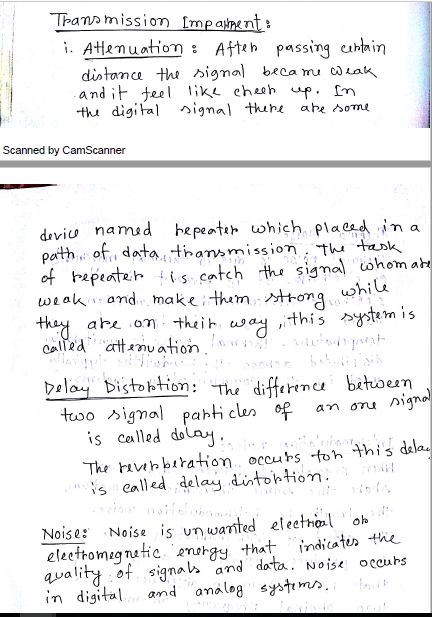 Transmission Impairment:
i. Attenuation : After passing certain
distance the signal became weak
and it feel like cheer up. In
the digital signal there are some
Scanned by CamScanner
device named repeater which placed in a
path of data transmission. The task
of repeater is catch the signal whom are
weak and make them strong while
they are on their way, this system is
called attenuation.
Delay Distortion: The difference between
two signal particles of an one signal
is called delay.
The reverberation occurs for this delay
is called delay distortion.
Noise: Noise is unwanted electrical or
electromegnetic energy that indicates the
quality of signals and data. Noise occurs
in digital and analog systems.